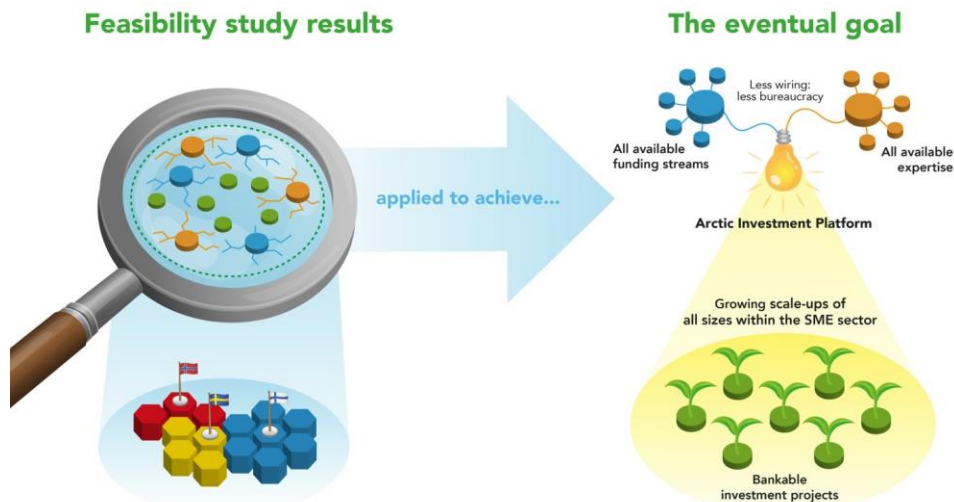 Feasibility study results
The eventual goal
Less wiring:
less bureaucracy
All available
funding streams
All available
expertise
applied to achieve...
Arctic Investment Platform
Growing scale-ups of
all sizes within the SME sector
Bankable
investment projects